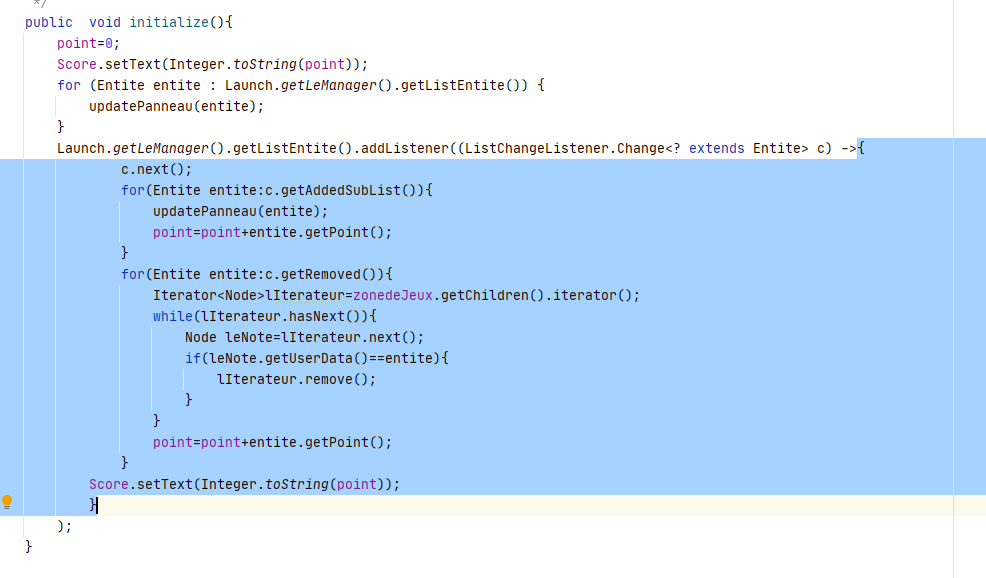 */
public  void initialize(){
    point=0;
    Score.setText(Integer.toString(point));
    for (Entite entite : Launch.getLeManager().getListEntite()) {
        updatePanneau(entite);
    }
    Launch.getLeManager().getListEntite().addListener((ListChangeListener.Change<? extends Entite> c) ->{
            c.next();
            for(Entite entite:c.getAddedSubList()){
                updatePanneau(entite);
                point=point+entite.getPoint();
            }
            for(Entite entite:c.getRemoved()){
                Iterator<Node>lIterateur=zonedeJeux.getChildren().iterator();
                while(lIterateur.hasNext()){
                    Node leNote=lIterateur.next();
                    if(leNote.getUserData()==entite){
                        lIterateur.remove();
                    }
                }
                point=point+entite.getPoint();
            }
        Score.setText(Integer.toString(point));
        }
    );
}